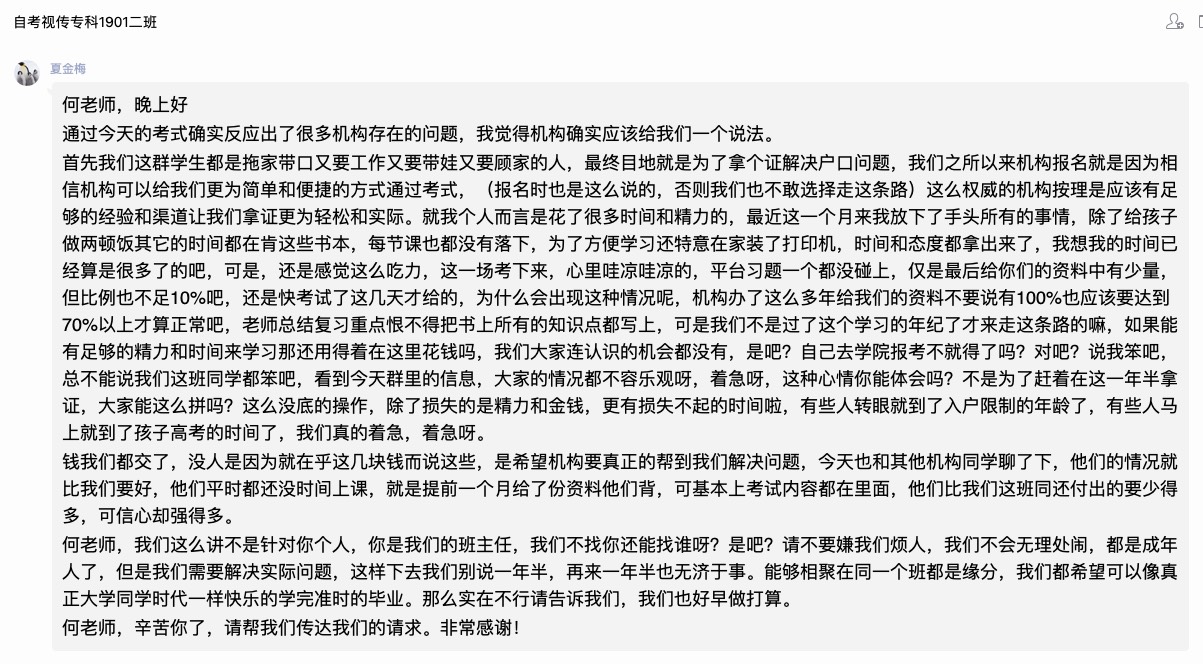 自考视传专科1901二班
夏金梅
何老师，晚上好
通过今天的考式确实反应出了很多机构存在的问题，我觉得机构确实应该给我们一个说法。
首先我们这群学生都是拖家带口又要工作又要带娃又要顾家的人，最终目地就是为了拿个证解决户口问题，我们之所以来机构报名就是因为相
信机构可以给我们更为简单和便捷的方式通过考式，（报名时也是这么说的，否则我们也不敢选择走这条路）这么权威的机构按理是应该有足
够的经验和渠道让我们拿证更为轻松和实际。就我个人而言是花了很多时间和精力的，最近这一个月来我放下了手头所有的事情，除了给孩子
做两顿饭其它的时间都在肯这些书本，每节课也都没有落下，为了方便学习还特意在家装了打印机，时间和态度都拿出来了，我想我的时间已
经算是很多了的吧，可是，还是感觉这么吃力，这一场考下来，心里哇凉哇凉的，平台习题一个都没碰上，仅是最后给你们的资料中有少量，
但比例也不足10%吧，还是快考试了这几天才给的，为什么会出现这种情况呢，机构办了这么多年给我们的资料不要说有100%也应该要达到
70%以上才算正常吧，老师总结复习重点恨不得把书上所有的知识点都写上，可是我们不是过了这个学习的年纪了才来走这条路的嘛，如果能
有足够的精力和时间来学习那还用得着在这里花钱吗，我们大家连认识的机会都没有，是吧？自己去学院报考不就得了吗？对吧？说我笨吧，
总不能说我们这班同学都笨吧，看到今天群里的信息，大家的情况都不容乐观呀，着急呀，这种心情你能体会吗？不是为了赶着在这一年半拿
证，大家能这么拼吗？这么没底的操作，除了损失的是精力和金钱，更有损失不起的时间啦，有些人转眼就到了入户限制的年龄了，有些人马
上就到了孩子高考的时间了，我们真的着急，着急呀。
钱我们都交了，没人是因为就在乎这几块钱而说这些，是希望机构要真正的帮到我们解决问题，今天也和其他机构同学聊了下，他们的情况就
比我们要好，他们平时都还没时间上课，就是提前一个月给了份资料他们背，可基本上考试内容都在里面，他们比我们这班同还付出的要少得
多，可信心却强得多。
何老师，我们这么讲不是针对你个人，你是我们的班主任，我们不找你还能找谁呀？是吧？请不要嫌我们烦人，我们不会无理处闹，都是成年
人了，但是我们需要解决实际问题，这样下去我们别说一年半，再来一年半也无济于事。能够相聚在同一个班都是缘分，我们都希望可以像真
正大学同学时代一样快乐的学完准时的毕业。那么实在不行请告诉我们，我们也好早做打算。
何老师，辛苦你了，请帮我们传达我们的请求。非常感谢！